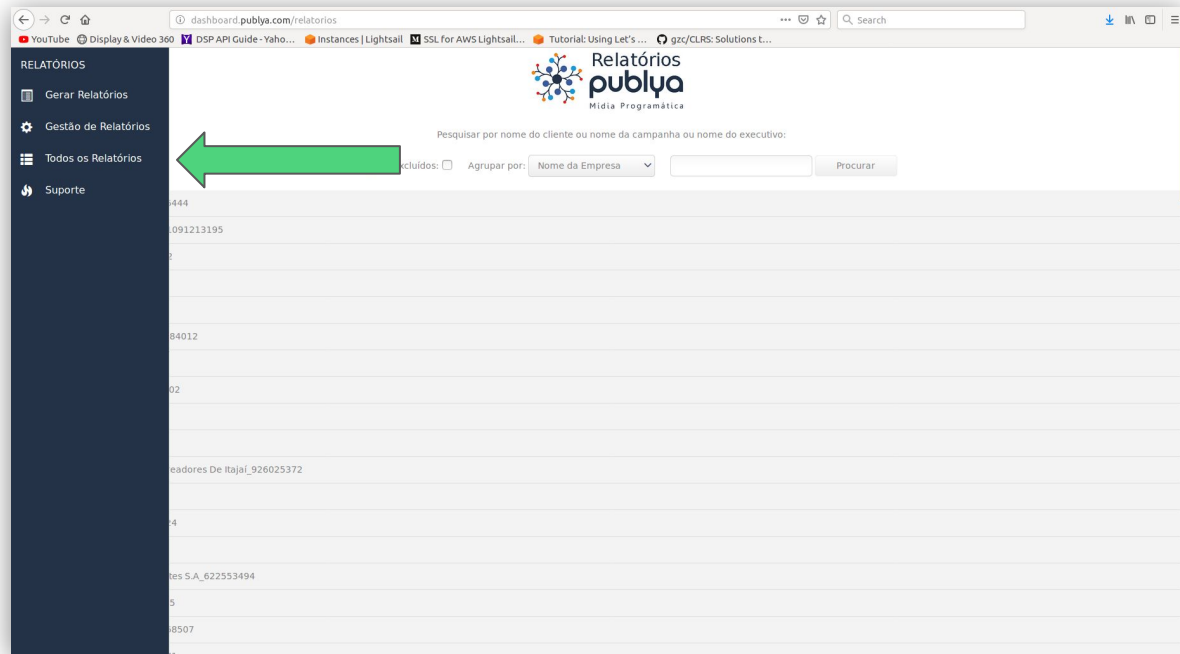 dashboard.publya.com/relatorios
Search
YouTube Display & Video 360 DSP API Guide - Yaho... Instances | Lightsail SSL for AWS Lightsail... Tutorial: Using Let's ... gzc/CLRS: Solutions t...
RELATÓRIOS
Gerar Relatórios
Gestão de Relatórios
Todos os Relatórios
Suporte
Relatórios
publya
Mídia Programática
Pesquisar por nome do cliente ou nome da campanha ou nome do executivo:
xcluídos: Agrupar por: Nome da Empresa Procurar
6444
1091213195
2
84012
02
readores De Itajaí_926025372
24
tes S.A_622553494
5
68507